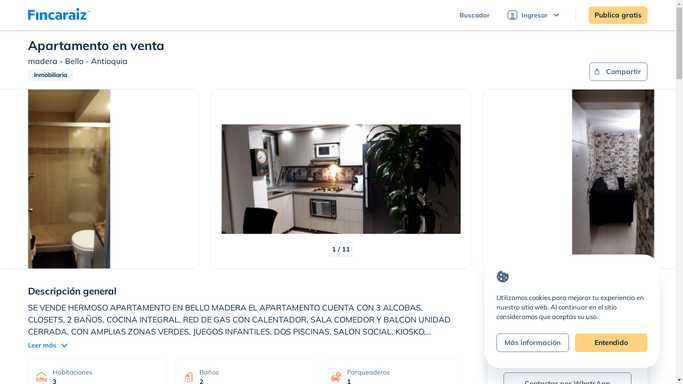 Fincaraiz
Buscador
Ingresar
Publica gratis
Apartamento en venta
madera - Bello - Antioquia
Inmobiliaria
Compartir
1 / 11
Descripción general
SE VENDE HERMOSO APARTAMENTO EN BELLO MADERA EL APARTAMENTO CUENTA CON 3 ALCOBAS,
CLOSETS, 2 BAÑOS, COCINA INTEGRAL, RED DE GAS CON CALENTADOR, SALA COMEDOR Y BALCON UNIDAD
CERRADA, CON AMPLIAS ZONAS VERDES, JUEGOS INFANTILES, DOS PISCINAS, SALON SOCIAL, KIOSKO,...
Leer más
Habitaciones
3
Baños
2
Parqueaderos
1
Utilizamos cookies para mejorar tu experiencia en
nuestro sitio web. Al continuar en el sitio
consideramos que aceptas su uso.
Más información
Entendido
Contactar por WhatsApp